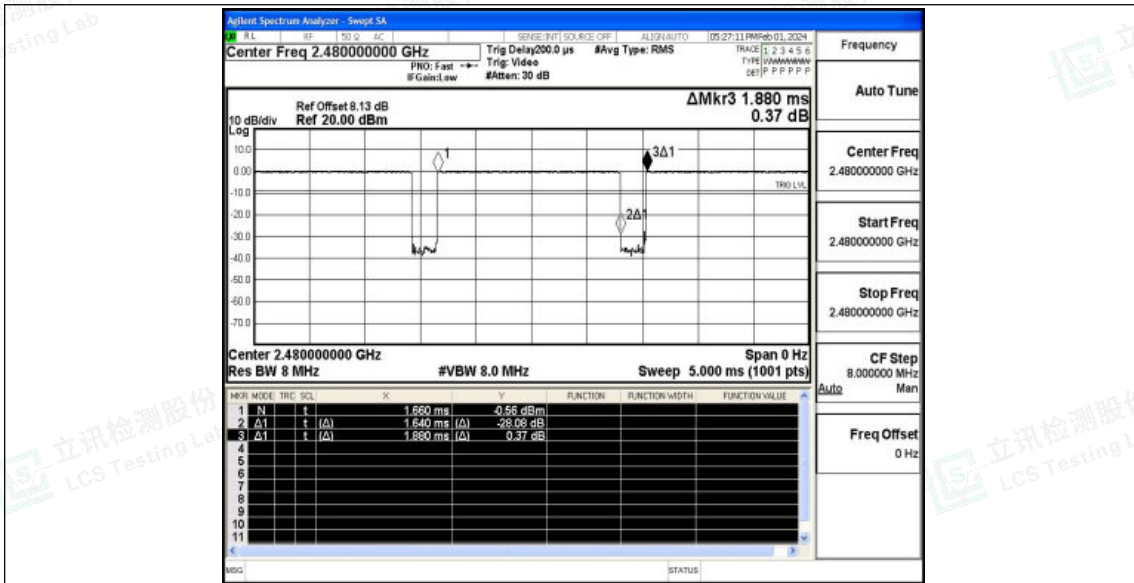 Agilent Spectrum Analyzer - Swept SA
RL RF 50 Ω AC SENSE:INT SOURCE OFF ALIGNAUTO 05:27:11 PM Feb 01, 2024
Center Freq 2.480000000 GHz
PNO: Fast
IFGain:Low
Trig Delay200.0 µs
Trig: Video
#Atten: 30 dB
#Avg Type: RMS
TRACE 1 2 3 4 5 6
TYPE
DET P P P P P P
Frequency
Auto Tune
Center Freq
2.480000000 GHz
Start Freq
2.480000000 GHz
Stop Freq
2.480000000 GHz
CF Step
8.000000 MHz
Auto Man
Freq Offset
0 Hz
ΔMkr3 1.880 ms
0.37 dB
Ref Offset 8.13 dB
10 dB/div Ref 20.00 dBm
Log
10.0
0.00
-10.0
-20.0
-30.0
-40.0
-50.0
-60.0
-70.0
1
3Δ1
TRIG LVL
2Δ1
Center 2.480000000 GHz Span 0 Hz
Res BW 8 MHz #VBW 8.0 MHz Sweep 5.000 ms (1001 pts)
MKR MODE TRC SCL X Y FUNCTION FUNCTION WIDTH FUNCTION VALUE
1 N t 1.660 ms -0.56 dBm
2 Δ1 t (Δ) 1.640 ms (Δ) -28.08 dB
3 Δ1 t (Δ) 1.880 ms (Δ) 0.37 dB
4
5
6
7
8
9
10
11
MSG STATUS
立讯检测股份
LCS Testing Lab
立讯检测股份
LCS Testing